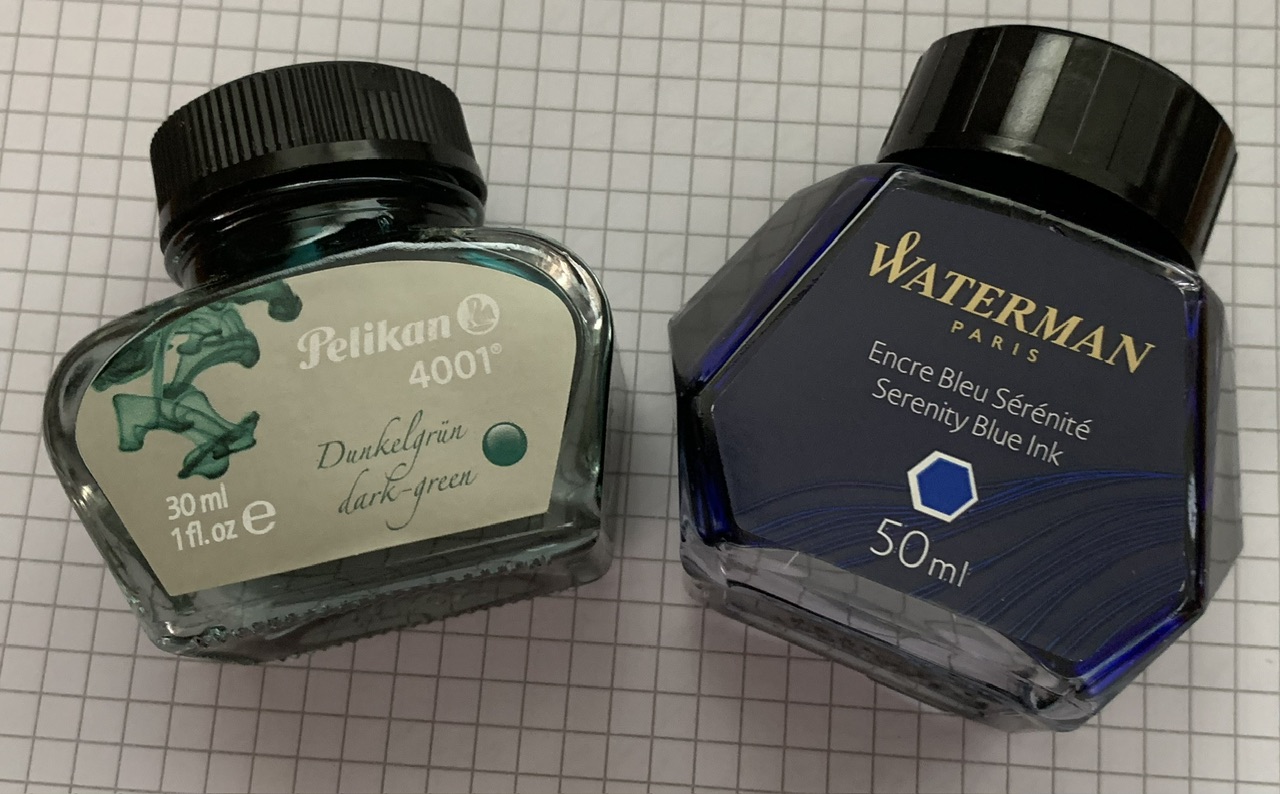 Pelikan
4001®
Dunkelgrün
dark-green
30 ml
1 fl.oz e
WATERMAN
PARIS
Encre Bleu Sérénité
Serenity Blue Ink
50ml